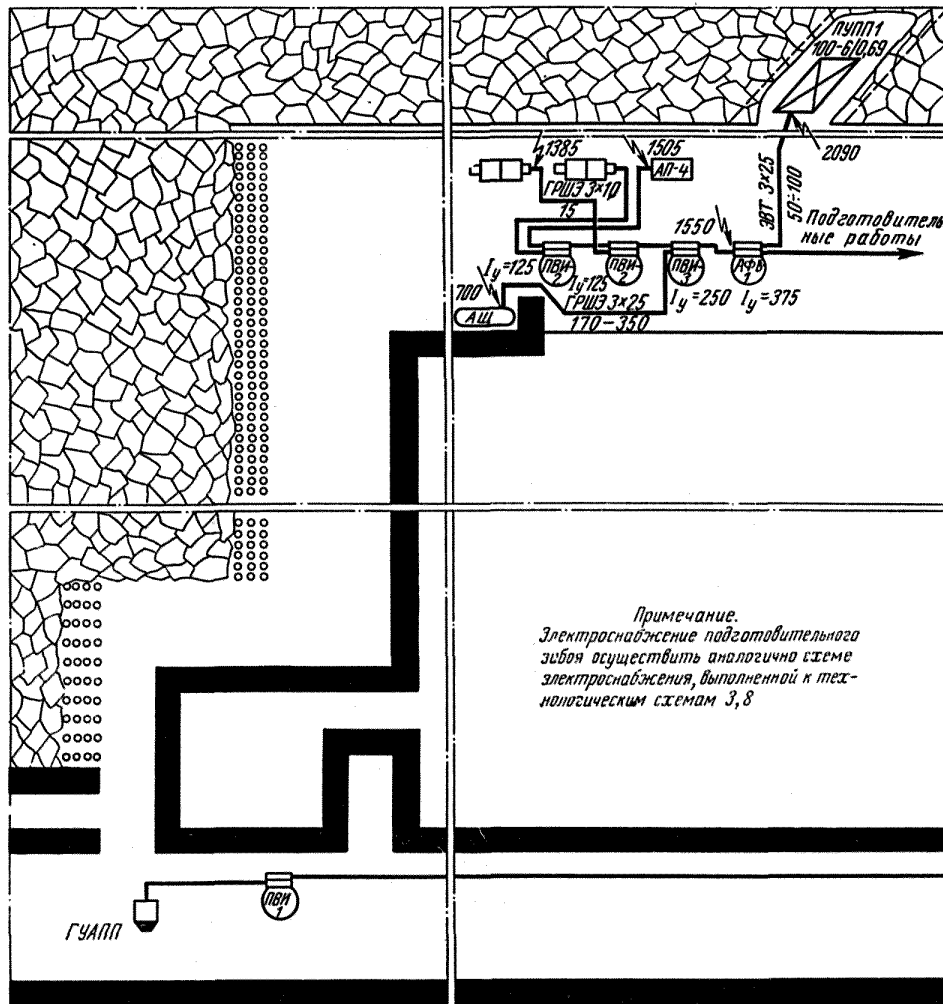 ПУПП1
100-6/0,69
1385
1505
2090
АП-4
ГРШЭ 3×10
15
ЭВТ 3×25
50÷100
Подготовитель-
ные работы
1550
ПВИ-
2
ПВИ-
2
ПВИ-
АФВ
1
Iу=125
Iу=125
Iу=250
Iу=375
700
АЩ
ГРШЭ 3×25
170-350
Примечание.
Электроснабжение подготовительного
забоя осуществить аналогично схеме
электроснабжения, выполненной к тех-
нологическим схемам 3,8
ПВИ
1
ГУАПП